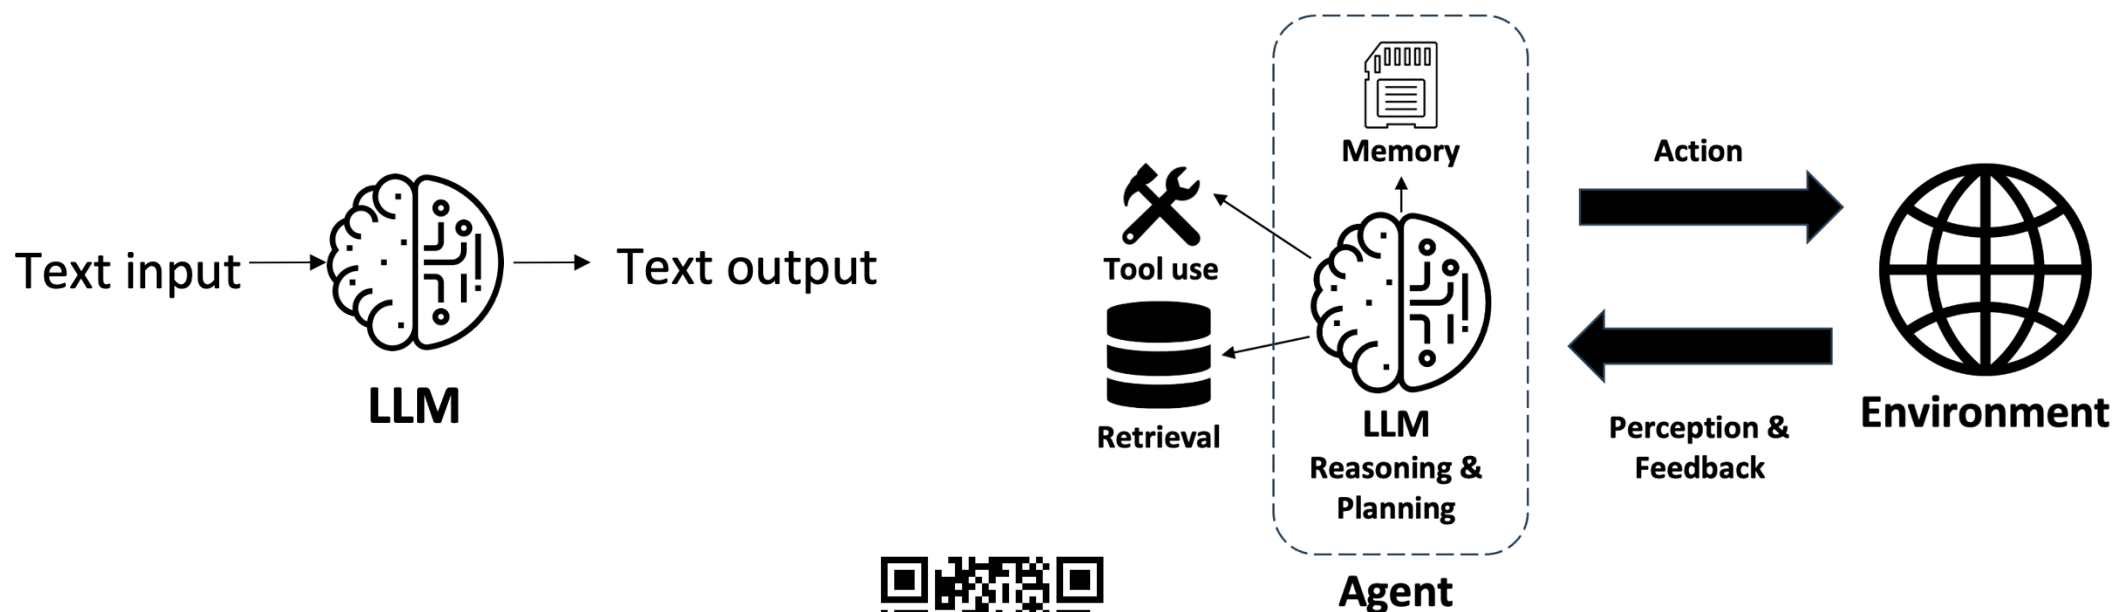 Text input
LLM
Text output
Memory
Tool use
Retrieval
LLM
Reasoning &
Planning
Agent
Action
Perception &
Feedback
Environment